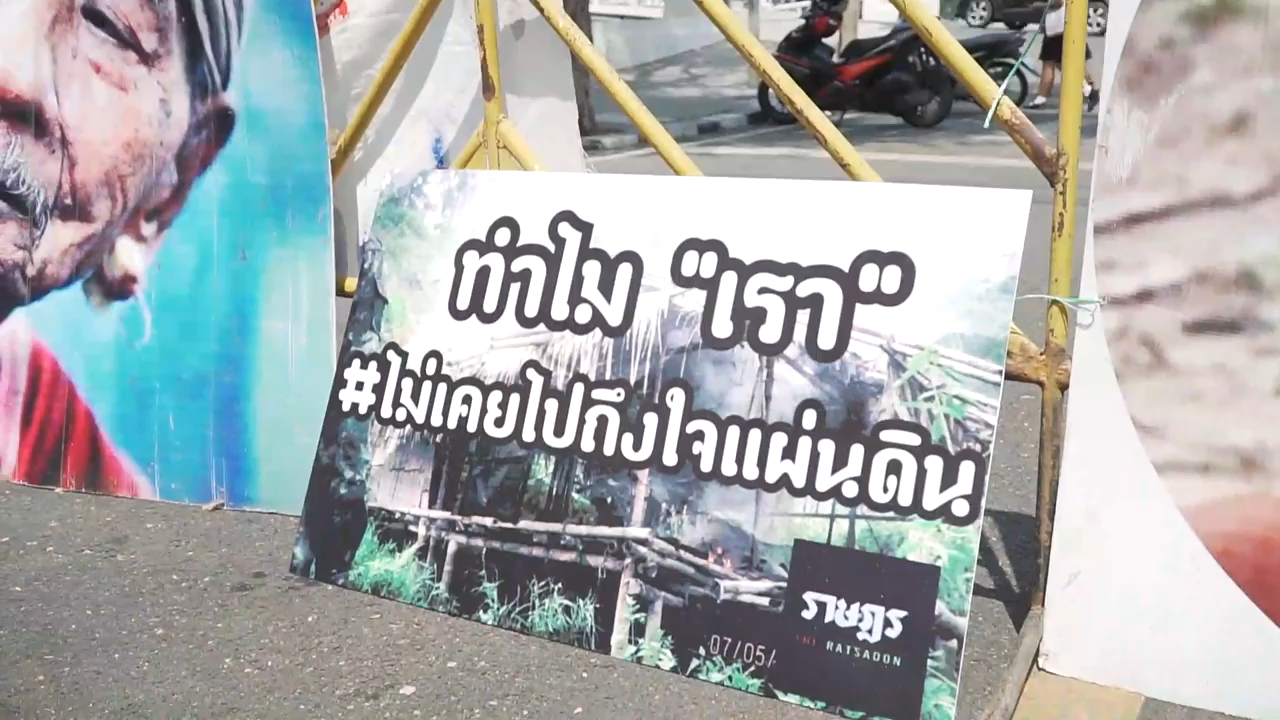 ทำไม "เรา"
#ไม่เคยไปถึงใจแผ่นดิน
ราษฎร
THE RATSADON
07/05/